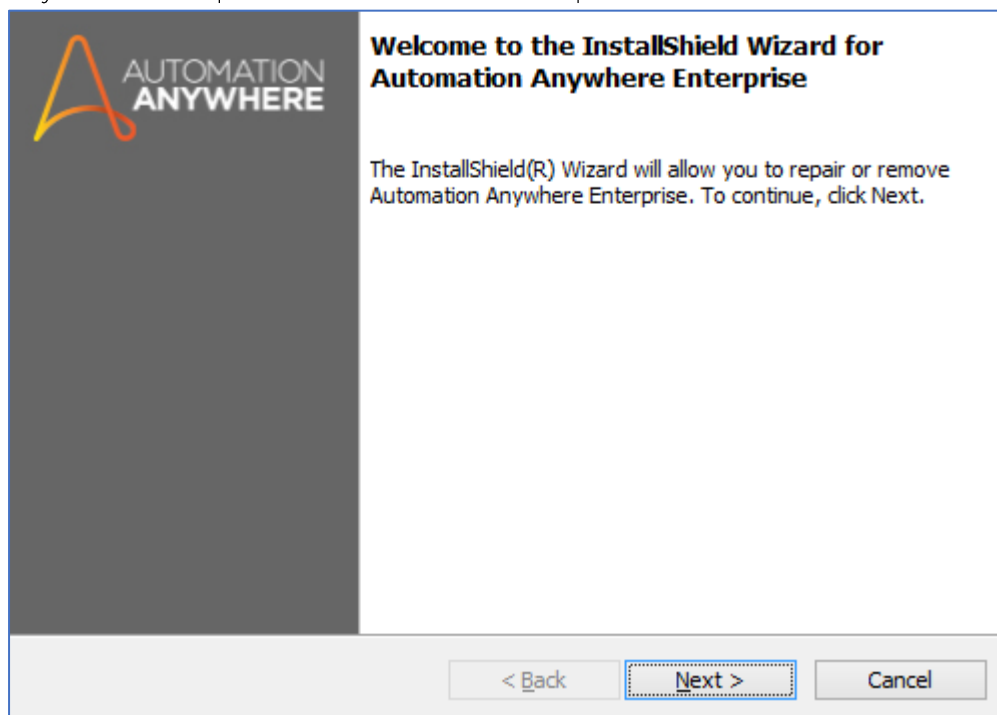 AUTOMATION
ANYWHERE
Welcome to the InstallShield Wizard for
Automation Anywhere Enterprise
The InstallShield(R) Wizard will allow you to repair or remove
Automation Anywhere Enterprise. To continue, click Next.
< Back Next > Cancel